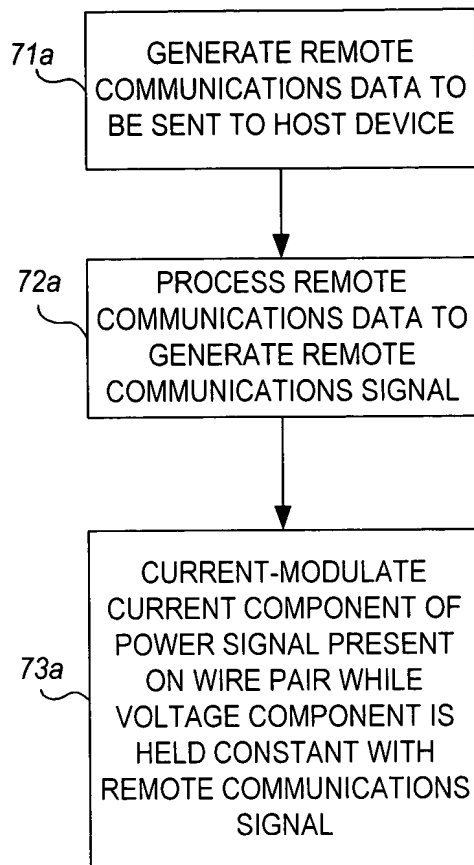 71a
GENERATE REMOTE
COMMUNICATIONS DATA TO
BE SENT TO HOST DEVICE
72a
PROCESS REMOTE
COMMUNICATIONS DATA TO
GENERATE REMOTE
COMMUNICATIONS SIGNAL
73a
CURRENT-MODULATE
CURRENT COMPONENT OF
POWER SIGNAL PRESENT
ON WIRE PAIR WHILE
VOLTAGE COMPONENT IS
HELD CONSTANT WITH
REMOTE COMMUNICATIONS
SIGNAL